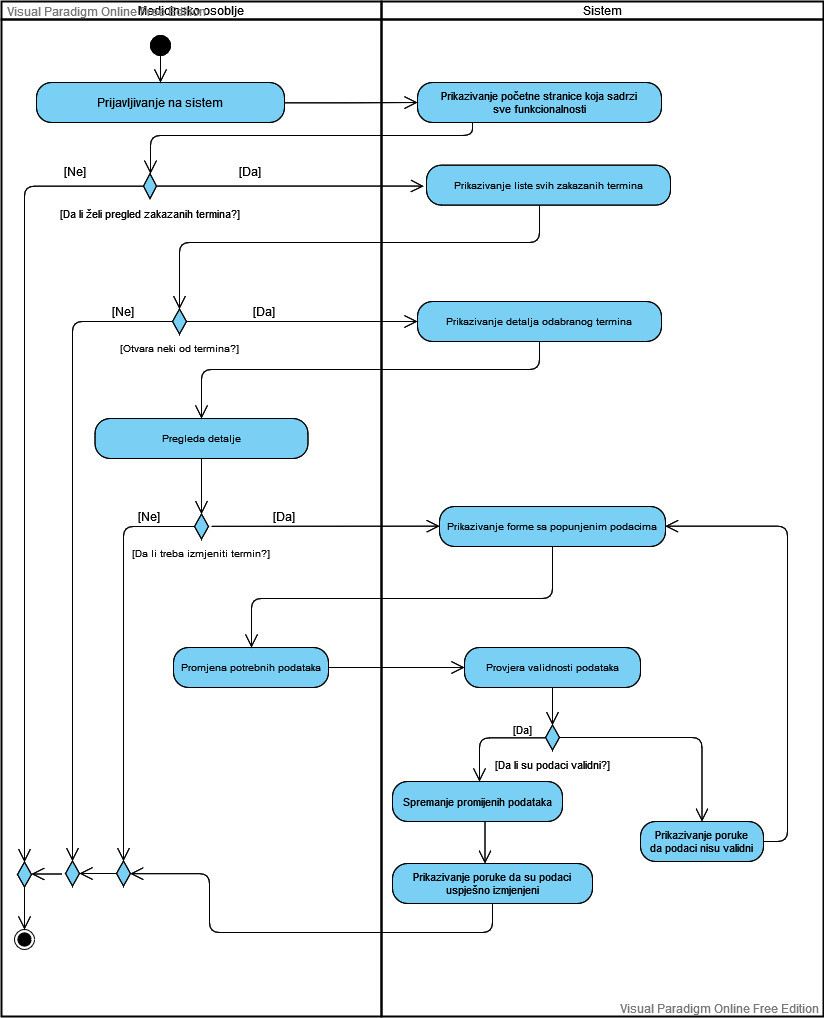 Visual Paradigm Online Free Edition
Medicinsko osoblje
Sistem
Prijavljivanje na sistem
Prikazivanje početne stranice koja sadrzi
sve funkcionalnosti
[Ne]
[Da]
Prikazivanje liste svih zakazanih termina
[Da li želi pregled zakazanih termina?]
[Ne]
[Da]
Prikazivanje detalja odabranog termina
[Otvara neki od termina?]
Pregleda detalje
[Ne]
[Da]
Prikazivanje forme sa popunjenim podacima
[Da li treba izmjeniti termin?]
Promjena potrebnih podataka
Provjera validnosti podataka
[Da]
[Da li su podaci validni?]
Spremanje promijenih podataka
Prikazivanje poruke
da podaci nisu validni
Prikazivanje poruke da su podaci
uspješno izmjenjeni
Visual Paradigm Online Free Edition